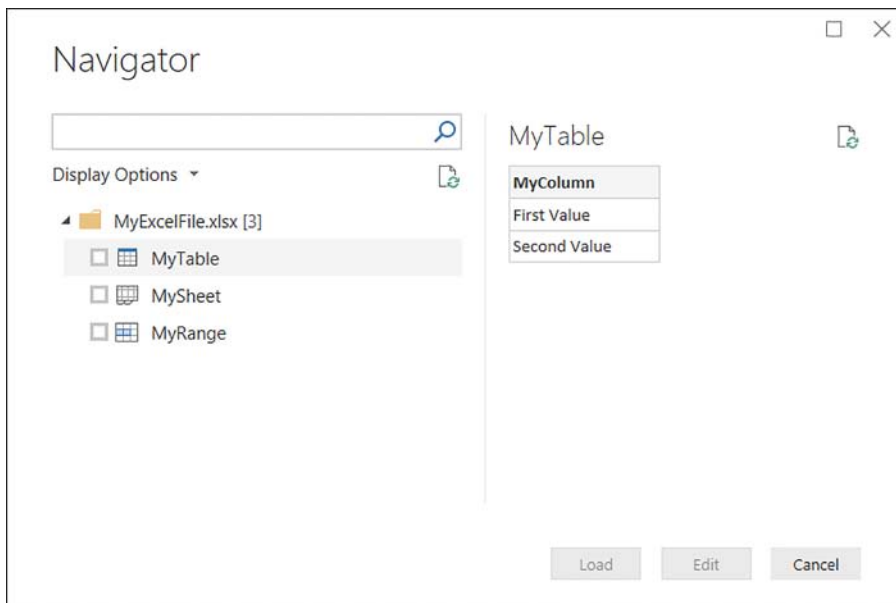 Navigator
Display Options
MyExcelFile.xlsx [3]
MyTable
MySheet
MyRange
MyTable
MyColumn
First Value
Second Value
Load
Edit
Cancel